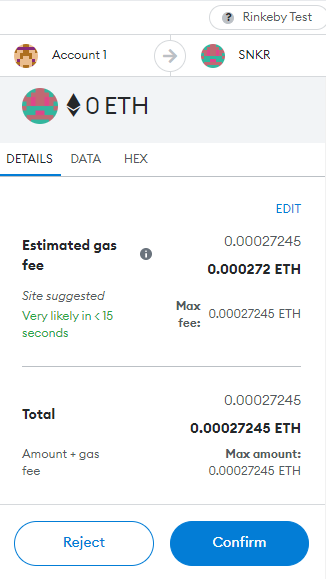 Rinkeby Test
Account 1
SNKR
0 ETH
DETAILS DATA HEX
EDIT
Estimated gas fee
0.00027245
0.000272 ETH
Site suggested
Very likely in < 15 seconds
Max fee: 0.00027245 ETH
Total
0.00027245
0.00027245 ETH
Amount + gas fee
Max amount:
0.00027245 ETH
Reject
Confirm